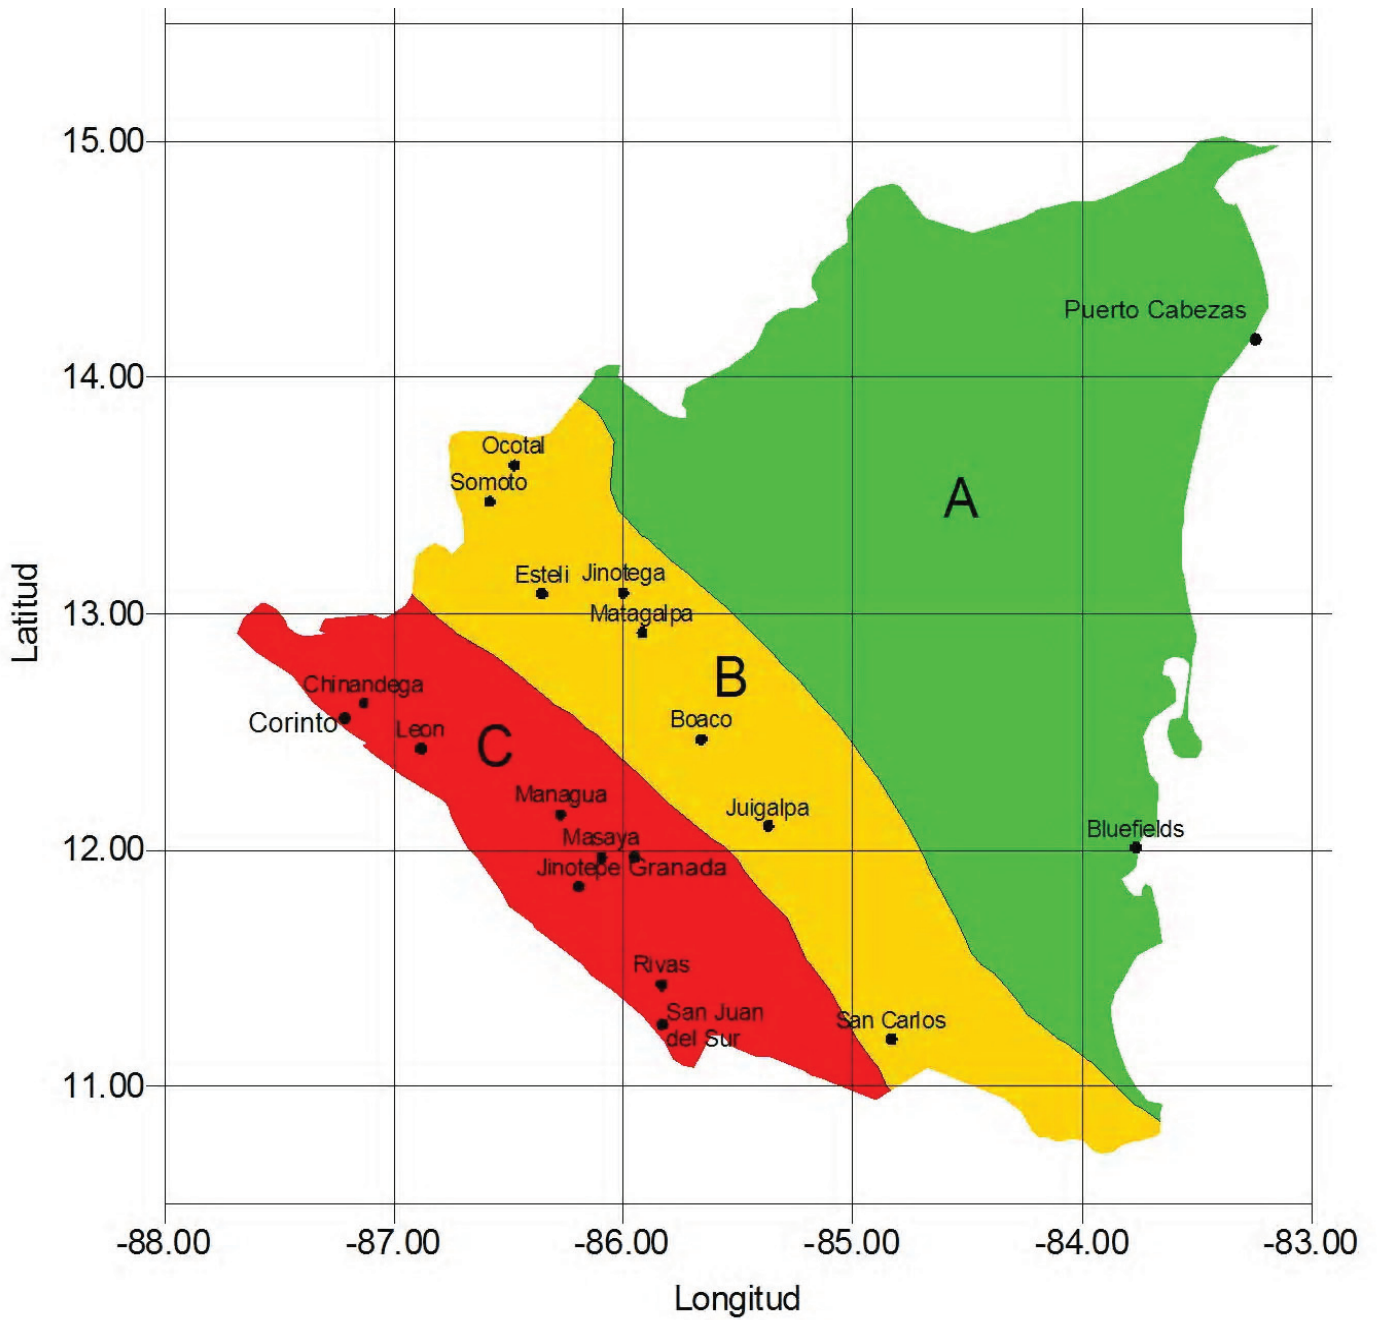 15.00
Puerto Cabezas
14.00
Ocotal
Somoto
A
Esteli Jinotega
13.00
Matagalpa
B
Chinandega
Corinto
Leon
C
Boaco
Managua
Juigalpa
Masaya
Bluefields
12.00
Jinotepe Granada
Rivas
San Juan
del Sur
San Carlos
11.00
Latitud
-88.00 -87.00 -86.00 -85.00 -84.00 -83.00
Longitud